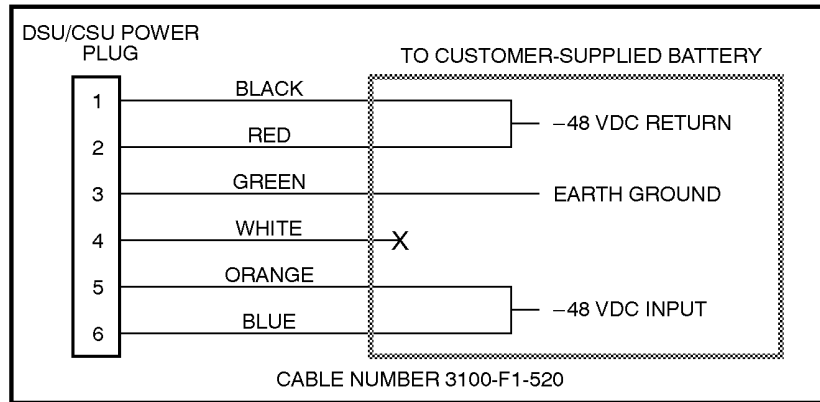 DSU/CSU POWER
PLUG
TO CUSTOMER-SUPPLIED BATTERY
1 BLACK
–48 VDC RETURN
2 RED
3 GREEN EARTH GROUND
4 WHITE X
5 ORANGE
–48 VDC INPUT
6 BLUE
CABLE NUMBER 3100-F1-520